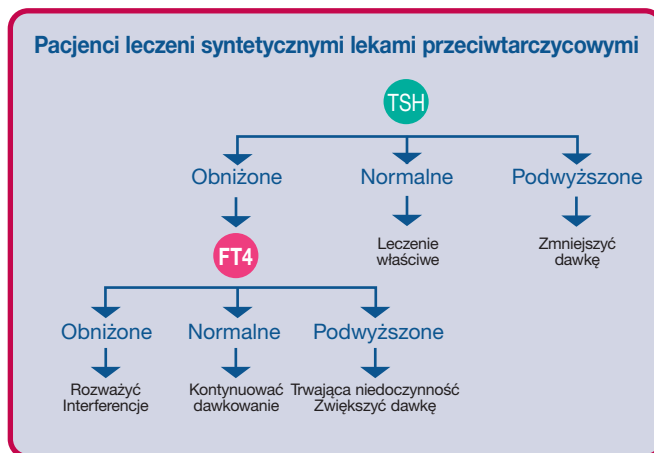 Pacjenci leczeni syntetycznymi lekami przeciwtarczycowymi
TSH
Obniżone Normalne Podwyższone
Leczenie właściwe
Zmniejszyć dawkę
FT4
Obniżone Normalne Podwyższone
Rozważyć
Interferencje
Kontynuować
dawkowanie
Trwająca niedoczynność
Zwiększyć dawkę